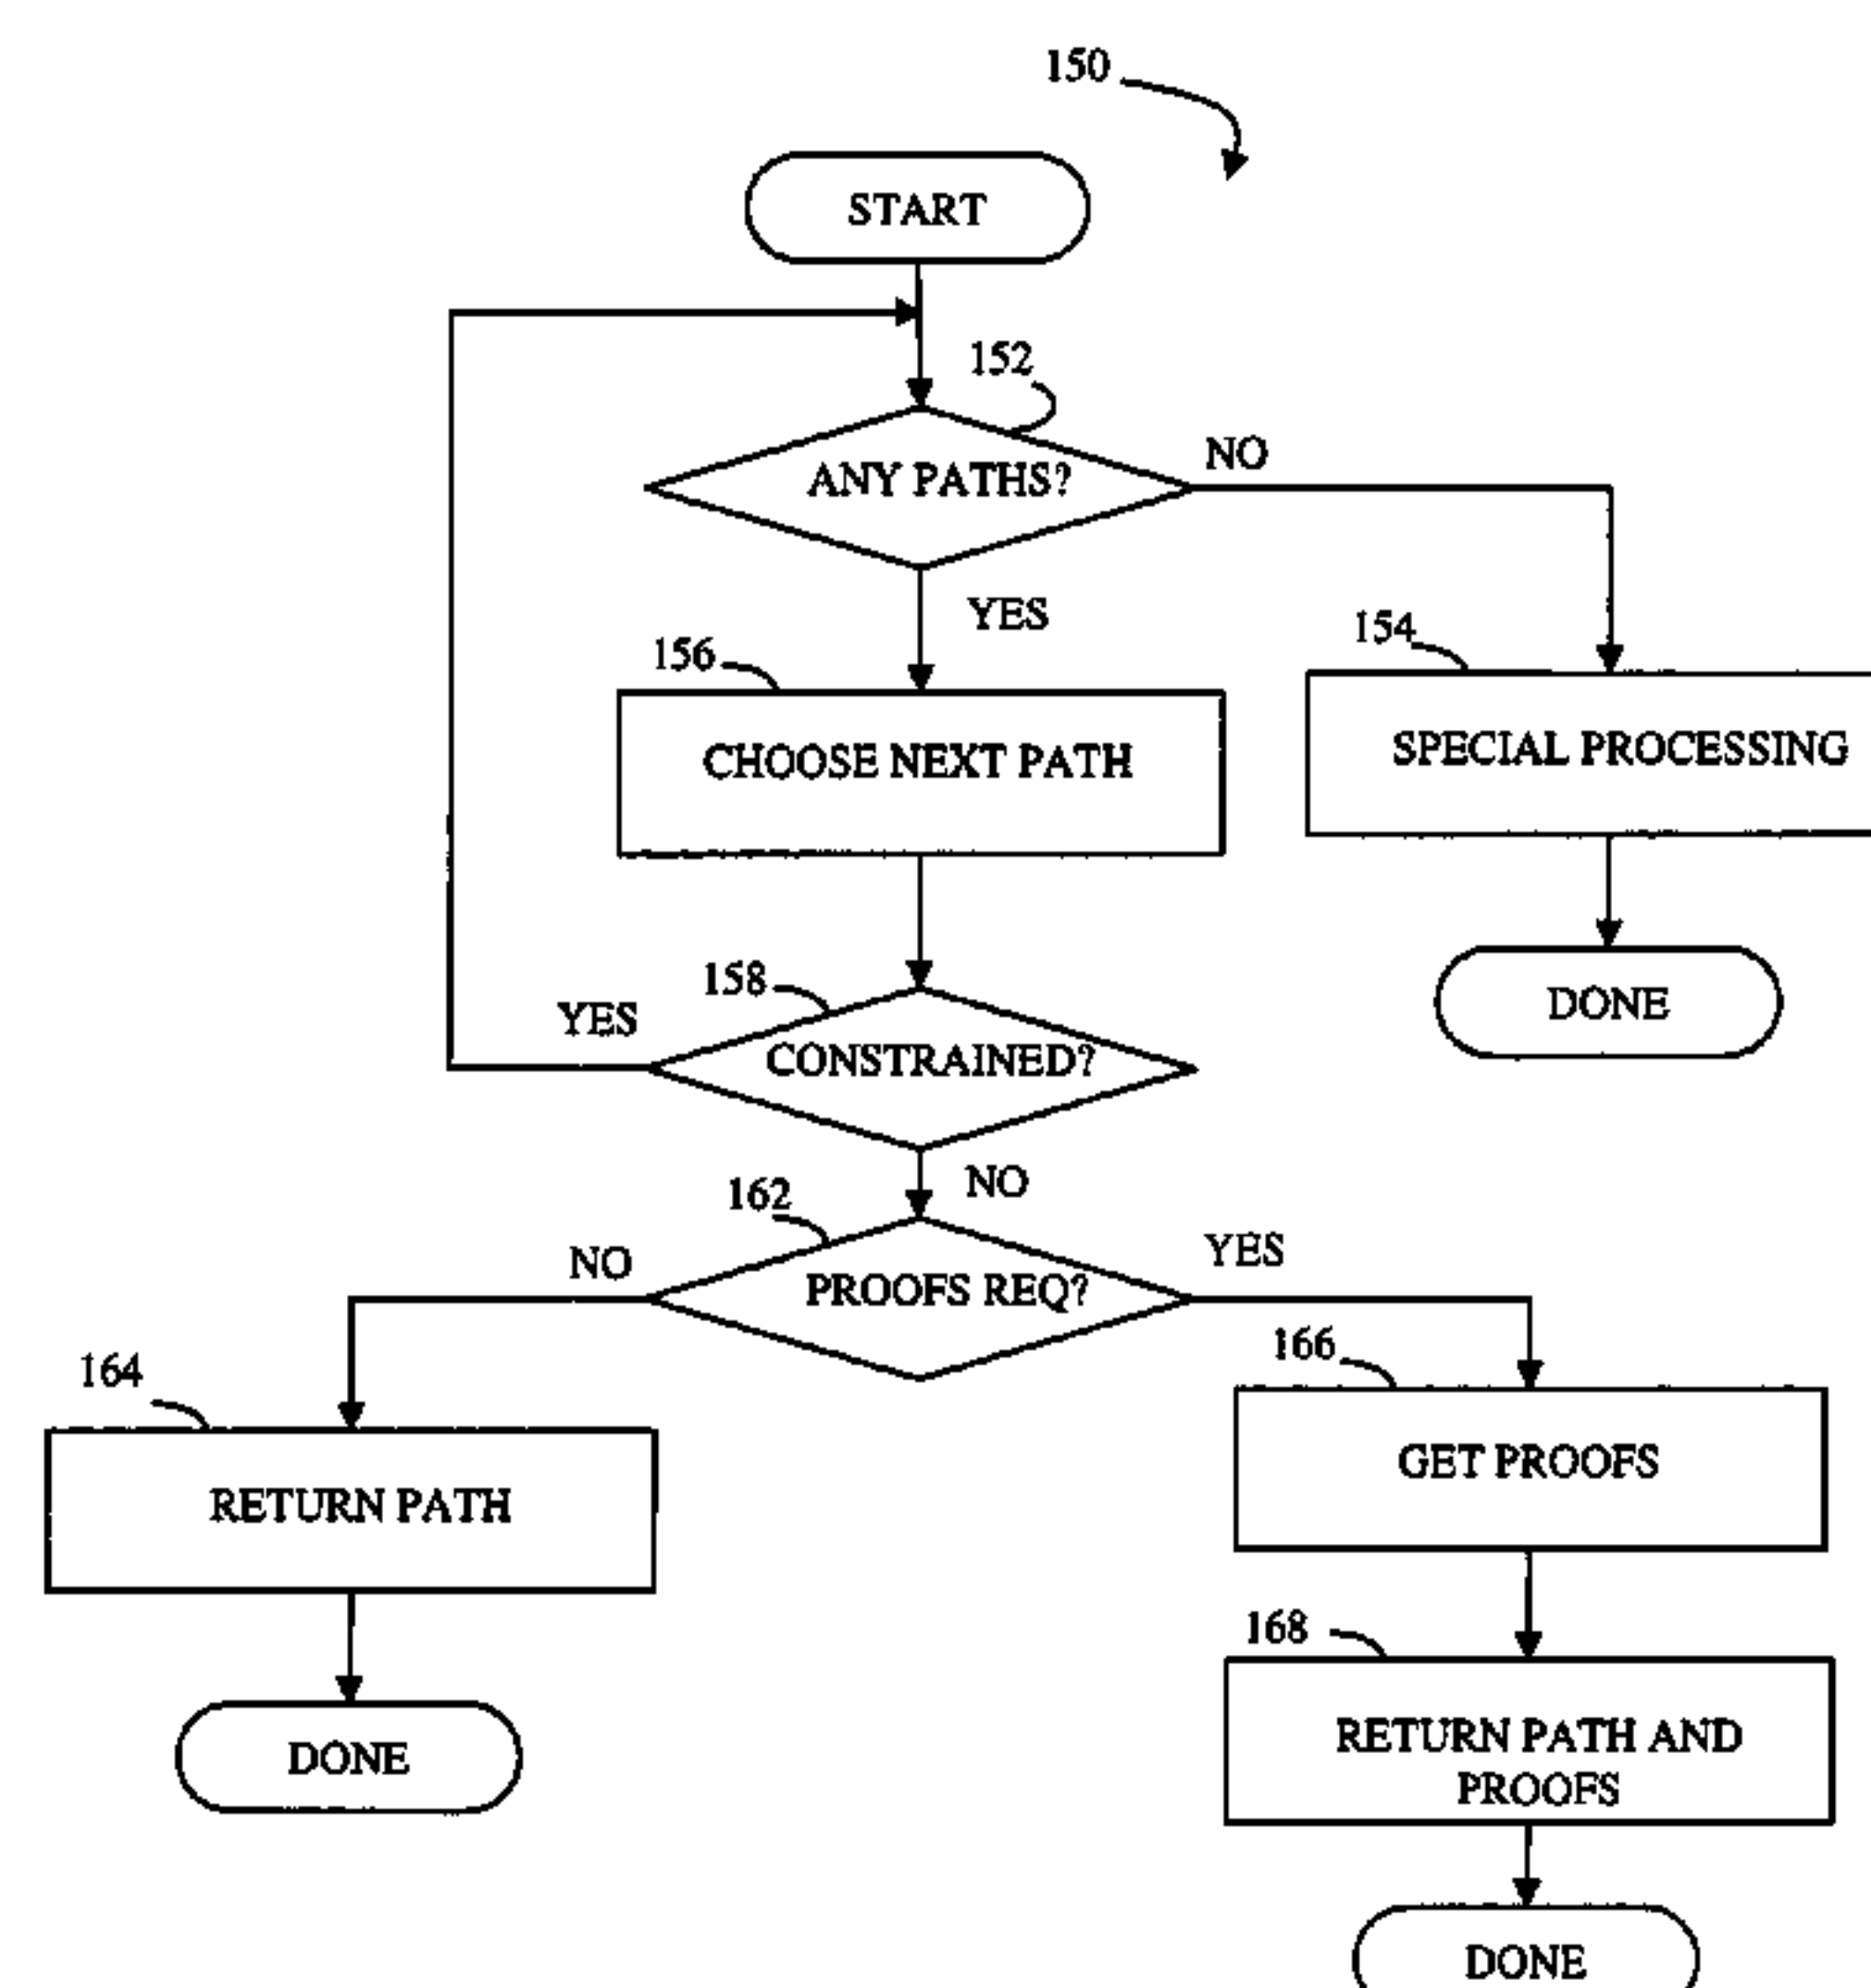 150
START
152
ANY PATHS?
NO
YES
154
156
SPECIAL PROCESSING
CHOOSE NEXT PATH
158
YES
CONSTRAINED?
DONE
NO
162
NO
PROOFS REQ?
YES
164
166
GET PROOFS
RETURN PATH
168
RETURN PATH AND
PROOFS
DONE
DONE